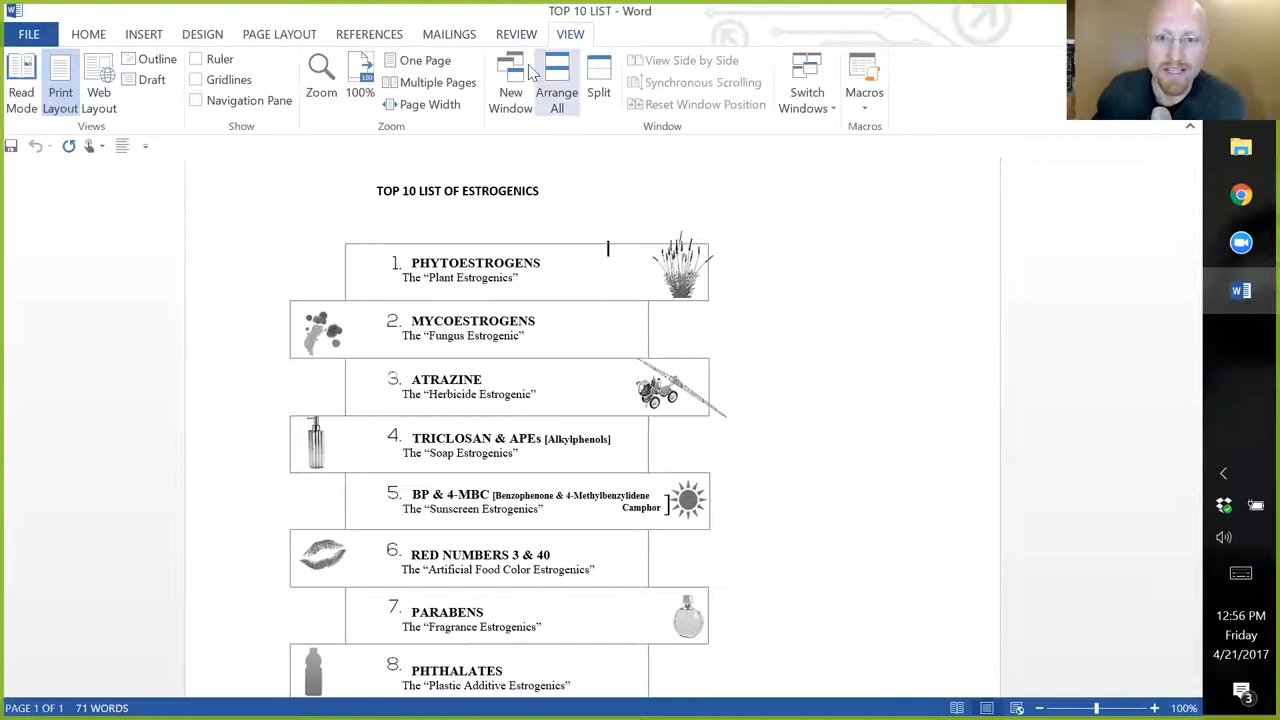 TOP 10 LIST - Word
FILE
HOME
INSERT
DESIGN
PAGE LAYOUT
REFERENCES
MAILINGS
REVIEW
VIEW
Read Mode
Print Layout
Web Layout
Outline
Draft
Views
Ruler
Gridlines
Navigation Pane
Show
Zoom
100
100%
One Page
Multiple Pages
Page Width
Zoom
New Window
Arrange All
Split
View Side by Side
Synchronous Scrolling
Reset Window Position
Window
Switch Windows
Macros
Macros
TOP 10 LIST OF ESTROGENICS
1. PHYTOESTROGENS
The “Plant Estrogenics”
2. MYCOESTROGENS
The “Fungus Estrogenic”
3. ATRAZINE
The “Herbicide Estrogenic”
4. TRICLOSAN & APEs [Alkylphenols]
The “Soap Estrogenics”
5. BP & 4-MBC [Benzophenone & 4-Methylbenzylidene
Camphor ]
The “Sunscreen Estrogenics”
6. RED NUMBERS 3 & 40
The “Artificial Food Color Estrogenics”
7. PARABENS
The “Fragrance Estrogenics”
8. PHTHALATES
The “Plastic Additive Estrogenics”
PAGE 1 OF 1
71 WORDS
100%
12:56 PM
Friday
4/21/2017
3